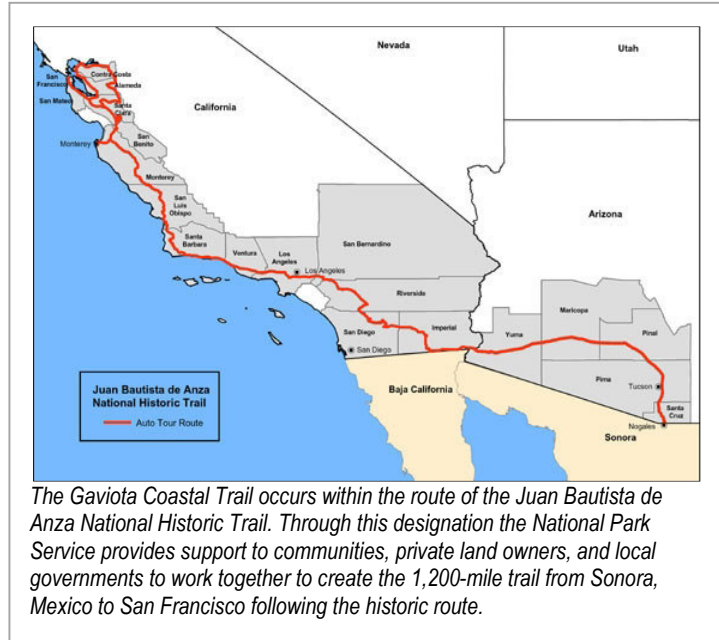 Nevada
Utah
California
Arizona
San Francisco
Contra Costa
Alameda
San Mateo
Santa Clara
San Benito
Monterey
Monterey
San Luis Obispo
Santa Barbara
Ventura
Los Angeles
Los Angeles
San Bernardino
Riverside
San Diego
San Diego
Imperial
Yuma
Maricopa
Pinal
Pima
Tucson
Santa Cruz
Nogales
Baja California
Sonora
Juan Bautista de Anza
National Historic Trail
Auto Tour Route
The Gaviota Coastal Trail occurs within the route of the Juan Bautista de
Anza National Historic Trail. Through this designation the National Park
Service provides support to communities, private land owners, and local
governments to work together to create the 1,200-mile trail from Sonora,
Mexico to San Francisco following the historic route.